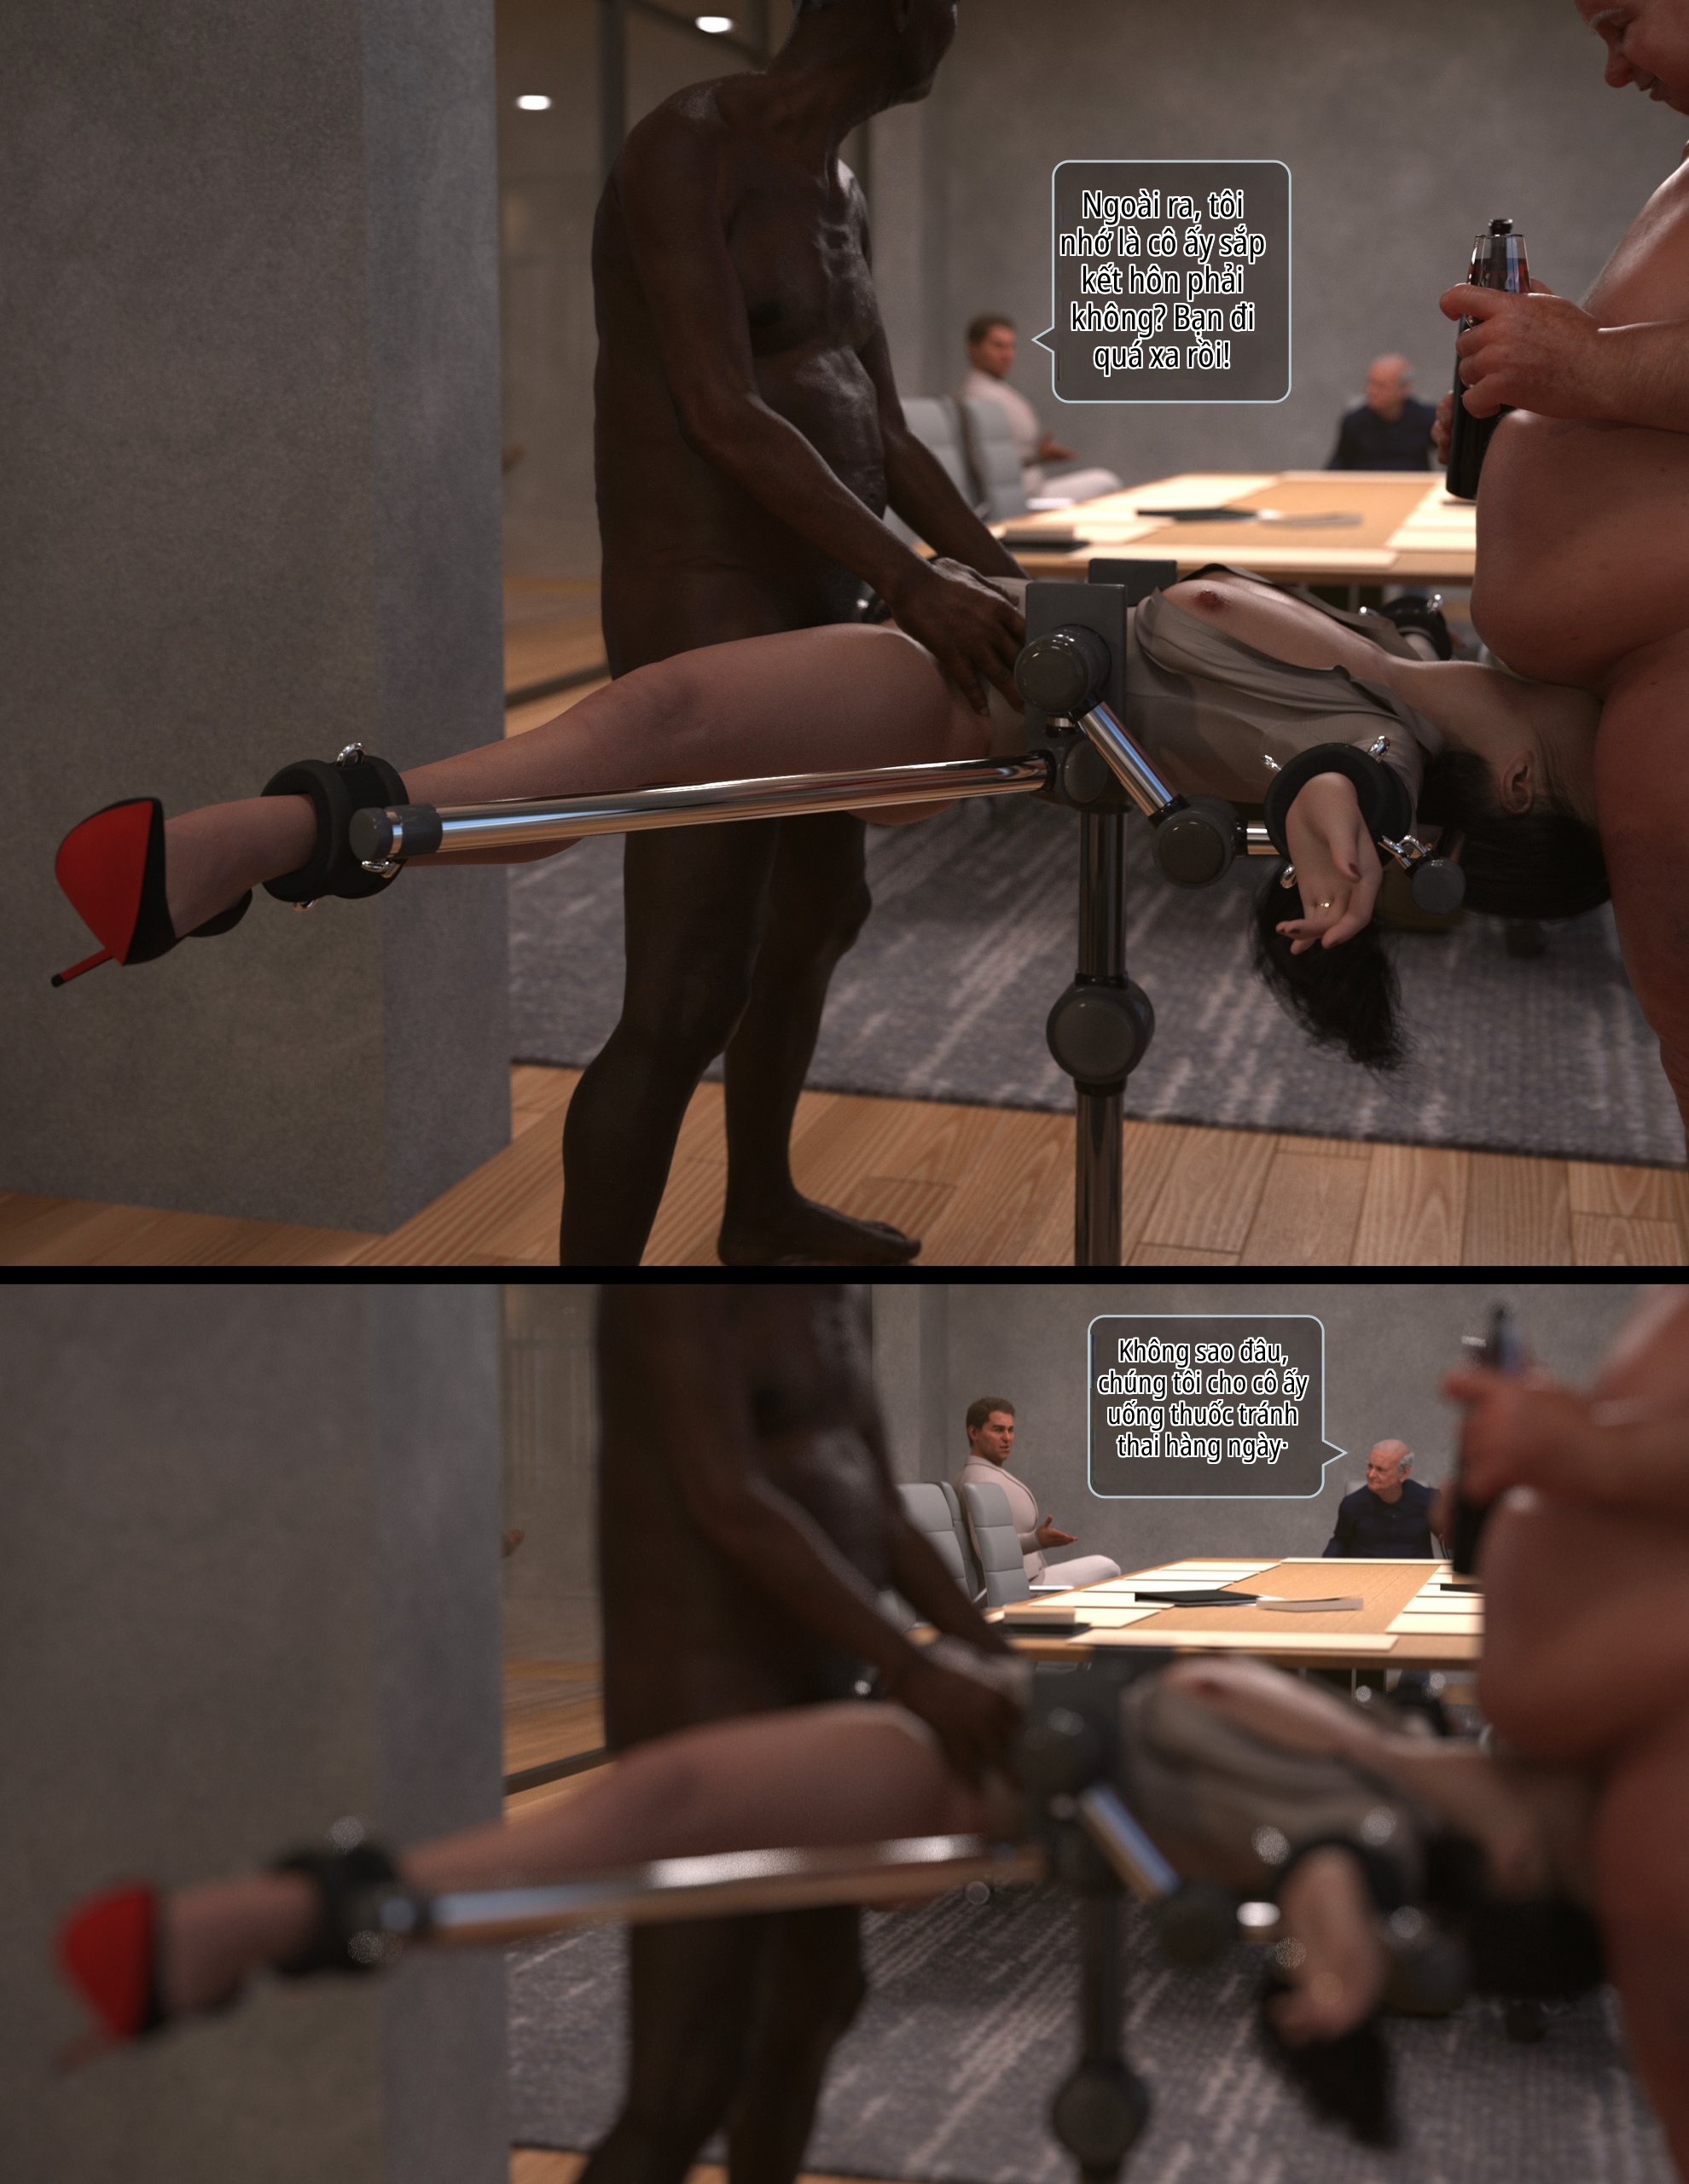 Ngoài ra, tôi
nhớ là cô ấy sắp
kết hôn phải
không? Bạn đi
quá xa rồi!
Không sao đâu,
chúng tôi cho cô ấy
uống thuốc tránh
thai hàng ngày·